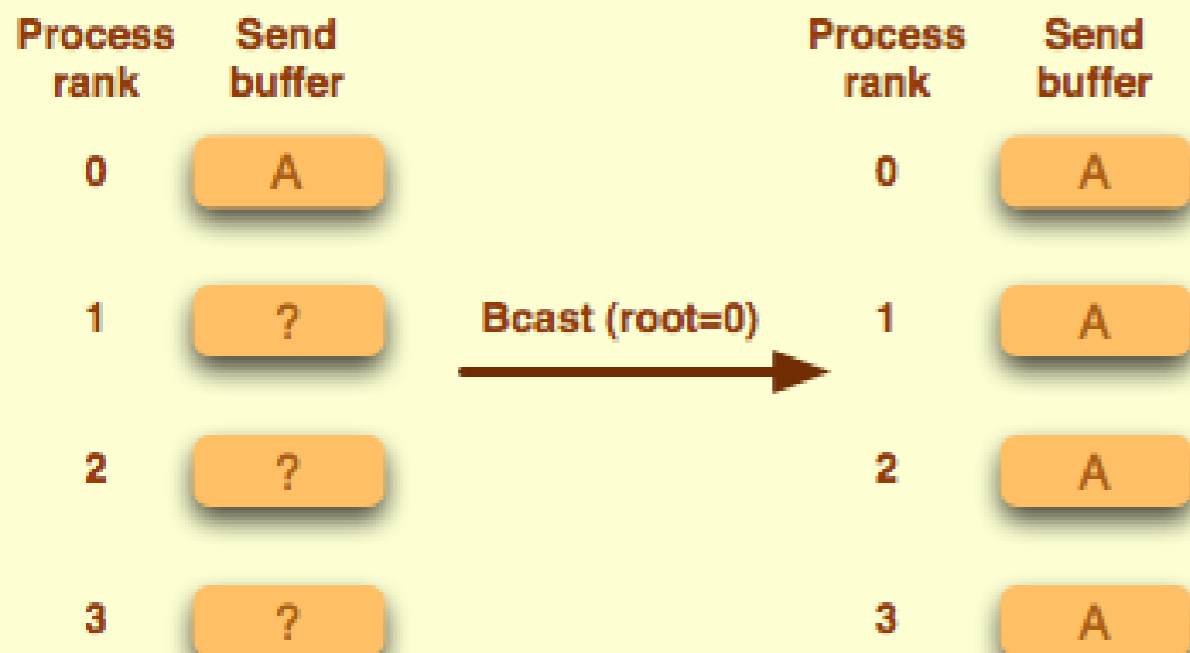 Process Send Process Send
rank buffer rank buffer
0 A 0 A
1 ? Bcast (root=0) 1 A
2 ? 2 A
3 ? 3 A